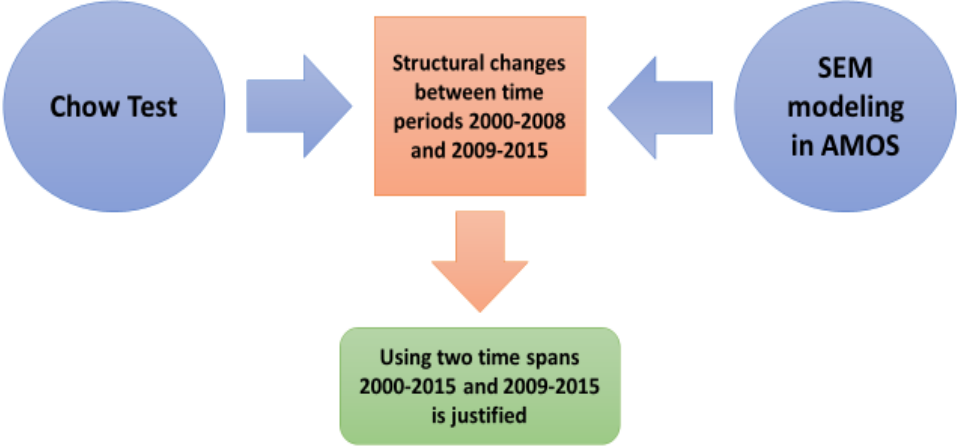 Chow Test
Structural changes
between time
periods 2000-2008
and 2009-2015
SEM
modeling
in AMOS
Using two time spans
2000-2015 and 2009-2015
is justified